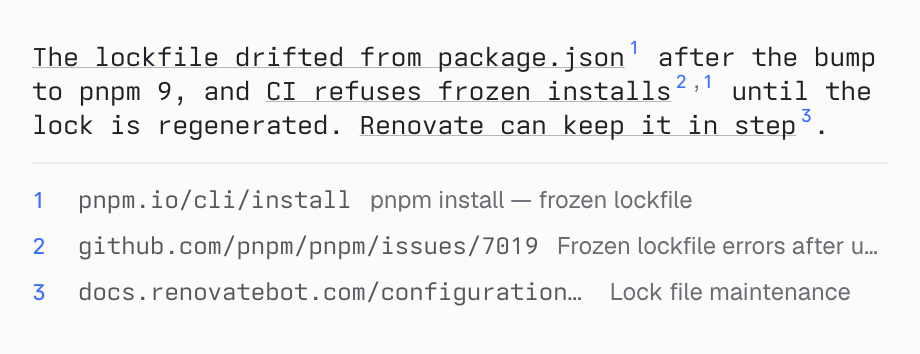 The lockfile drifted from package.json1 after the bump
to pnpm 9, and CI refuses frozen installs2,1 until the
lock is regenerated. Renovate can keep it in step3.
1 pnpm.io/cli/install pnpm install — frozen lockfile
2 github.com/pnpm/pnpm/issues/7019 Frozen lockfile errors after u…
3 docs.renovatebot.com/configuration… Lock file maintenance